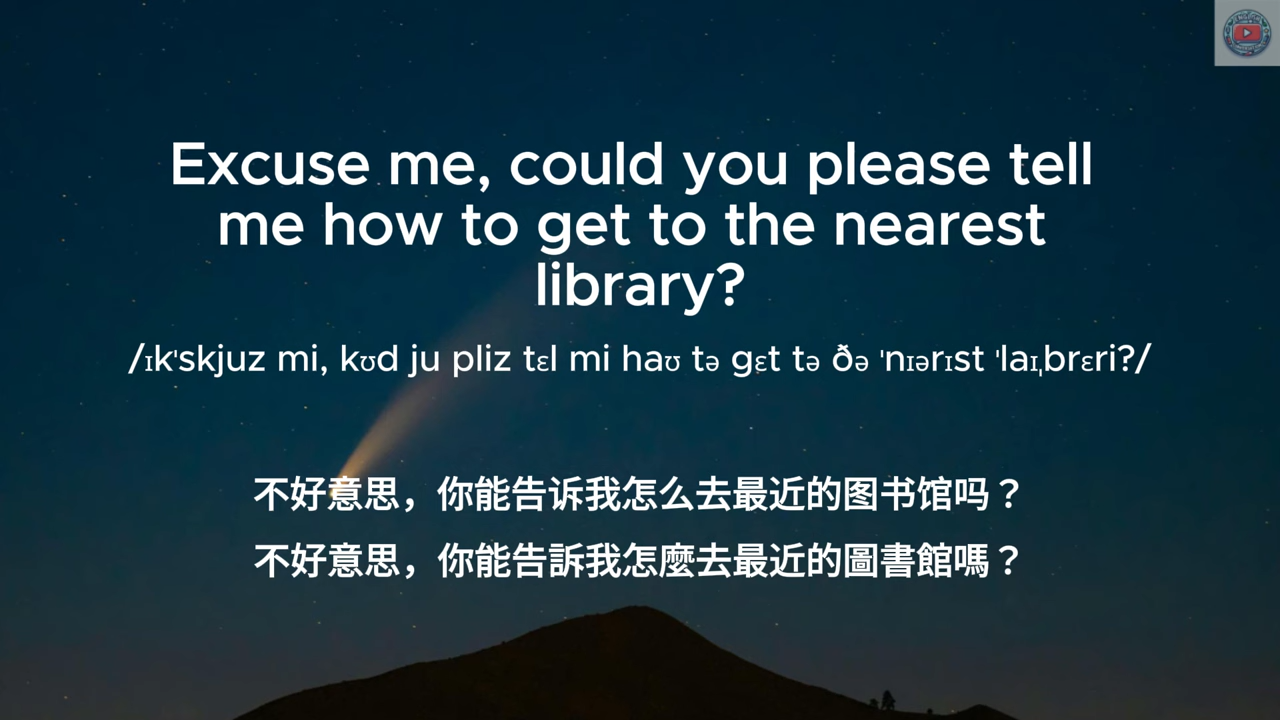 Excuse me, could you please tell
me how to get to the nearest
library?
/ɪkˈskjuz mi, kʊd ju pliz tɛl mi haʊ tə gɛt tə ðə ˈnɪərɪst ˈlaɪˌbrɛri?/
不好意思，你能告诉我怎么去最近的图书馆吗？
不好意思，你能告訴我怎麼去最近的圖書館嗎？